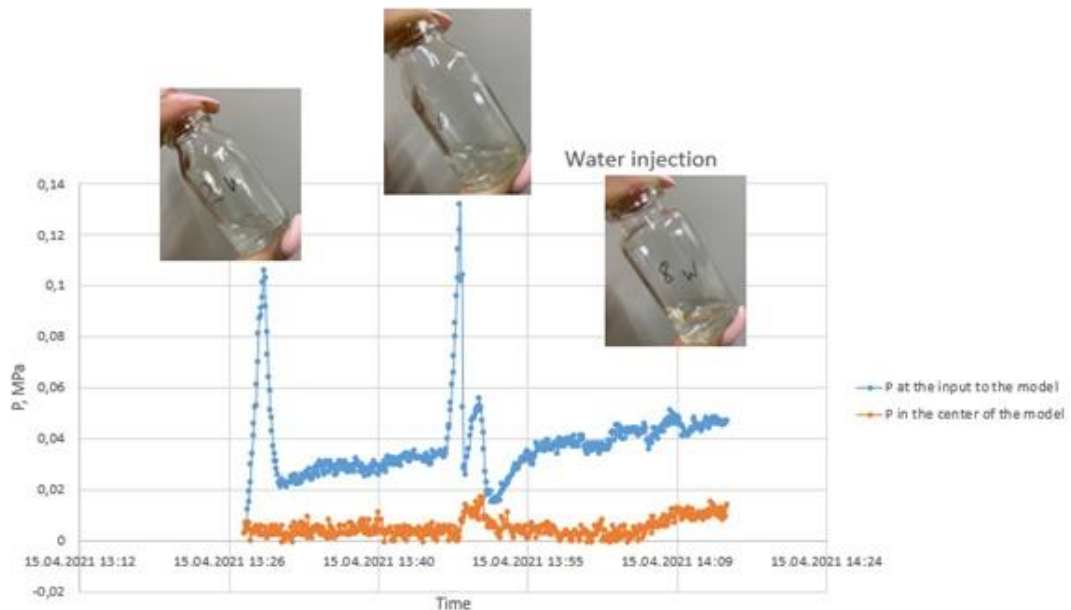 Water injection
0,14
0,12
0,1
0,08
0,06
0,04
0,02
0
-0,02
P, MPa
15.04.2021 13:12
15.04.2021 13:26
15.04.2021 13:40
15.04.2021 13:55
15.04.2021 14:09
15.04.2021 14:24
Time
P at the input to the model
P in the center of the model
8 W